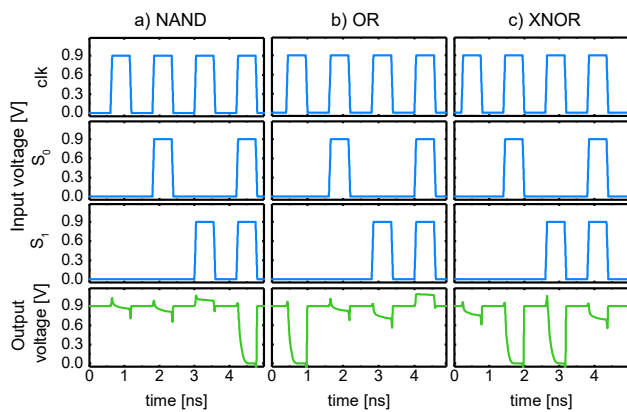 a) NAND b) OR c) XNOR
Input voltage [V]
clk
0.9
0.6
0.3
0.0
S0
0.9
0.6
0.3
0.0
S1
0.9
0.6
0.3
0.0
Output
voltage [V]
0.9
0.6
0.3
0.0
0 1 2 3 4 0 1 2 3 4 0 1 2 3 4
time [ns] time [ns] time [ns]